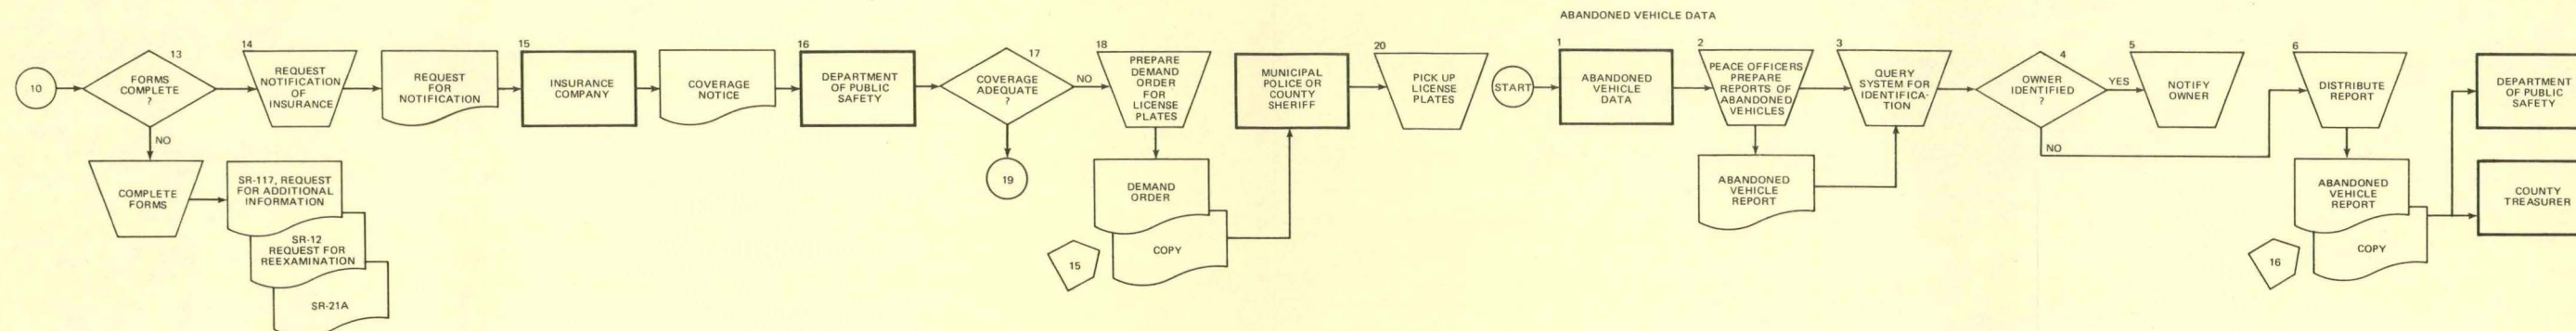 ABANDONED VEHICLE DATA
10
13
FORMS
COMPLETE
?
NO
COMPLETE
FORMS
SR-117, REQUEST
FOR ADDITIONAL
INFORMATION
SR-12
REQUEST FOR
REEXAMINATION
SR-21A
14
REQUEST
NOTIFICATION
OF
INSURANCE
REQUEST
FOR
NOTIFICATION
15
INSURANCE
COMPANY
COVERAGE
NOTICE
16
DEPARTMENT
OF PUBLIC
SAFETY
17
COVERAGE
ADEQUATE
?
NO
19
18
PREPARE
DEMAND
ORDER
FOR
LICENSE
PLATES
DEMAND
ORDER
COPY
15
MUNICIPAL
POLICE OR
COUNTY
SHERIFF
20
PICK UP
LICENSE
PLATES
START
1
ABANDONED
VEHICLE
DATA
2
PEACE OFFICERS
PREPARE
REPORTS OF
ABANDONED
VEHICLES
ABANDONED
VEHICLE
REPORT
3
QUERY
SYSTEM FOR
IDENTIFICA-
TION
4
OWNER
IDENTIFIED
?
YES
NO
5
NOTIFY
OWNER
6
DISTRIBUTE
REPORT
ABANDONED
VEHICLE
REPORT
COPY
16
DEPARTMENT
OF PUBLIC
SAFETY
COUNTY
TREASURER